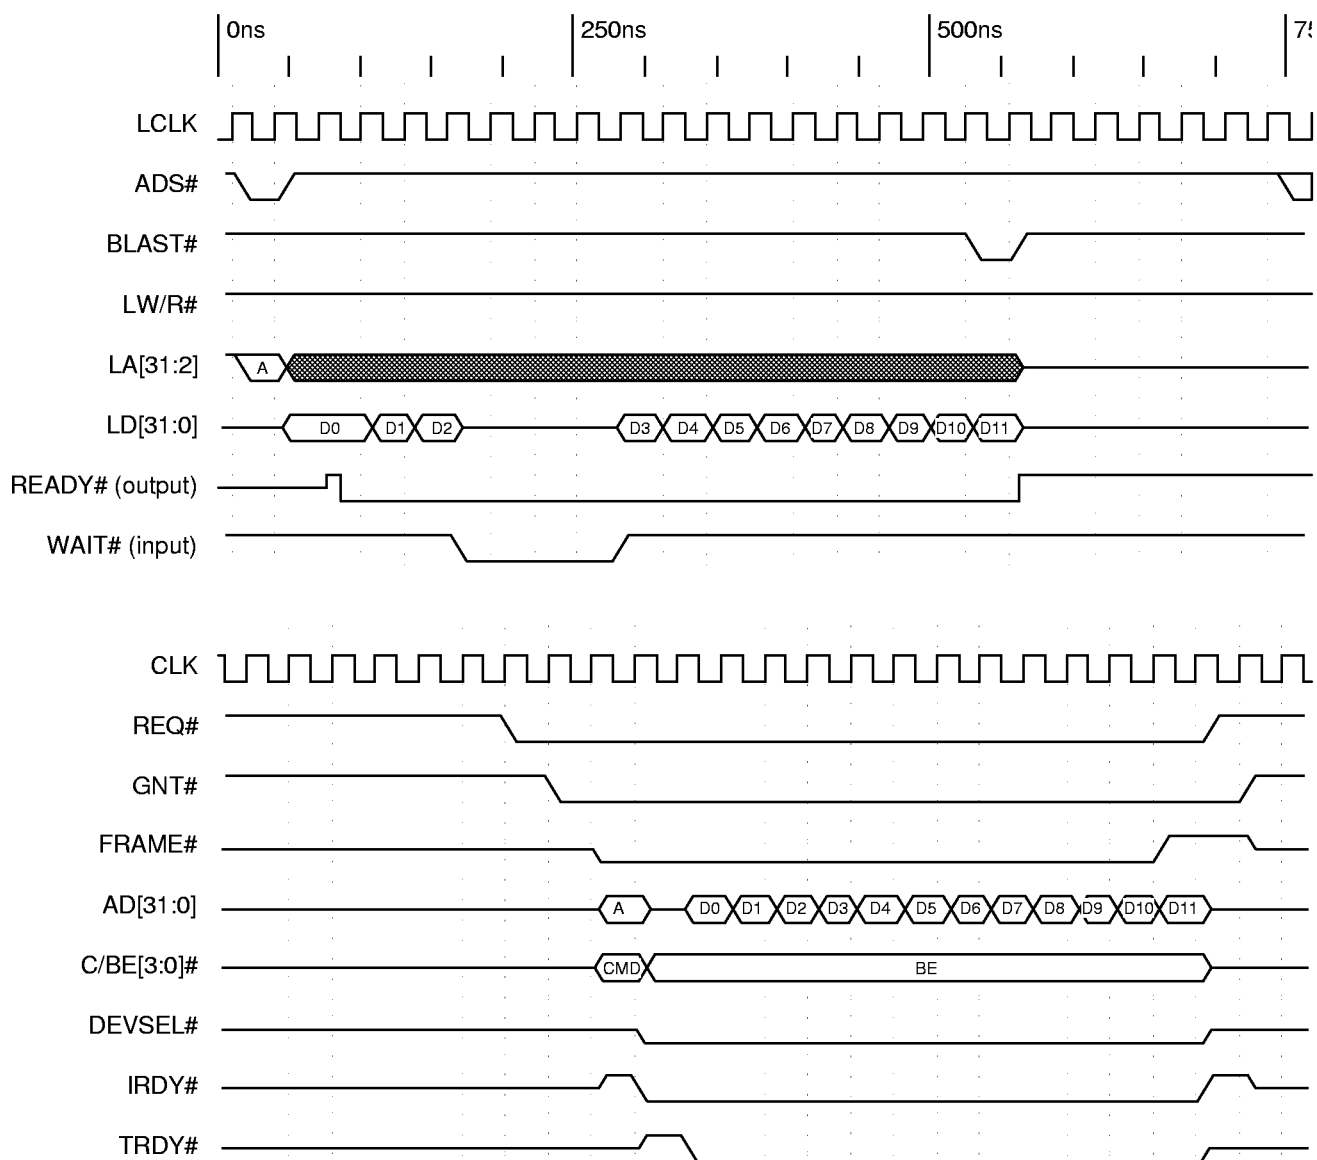 0ns 250ns 500ns
LCLK
ADS#
BLAST#
LW/R#
LA[31:2] A
LD[31:0] D0 D1 D2 D3 D4 D5 D6 D7 D8 D9 D10 D11
READY# (output)
WAIT# (input)
CLK
REQ#
GNT#
FRAME#
AD[31:0] A D0 D1 D2 D3 D4 D5 D6 D7 D8 D9 D10 D11
C/BE[3:0]# CMD BE
DEVSEL#
IRDY#
TRDY#